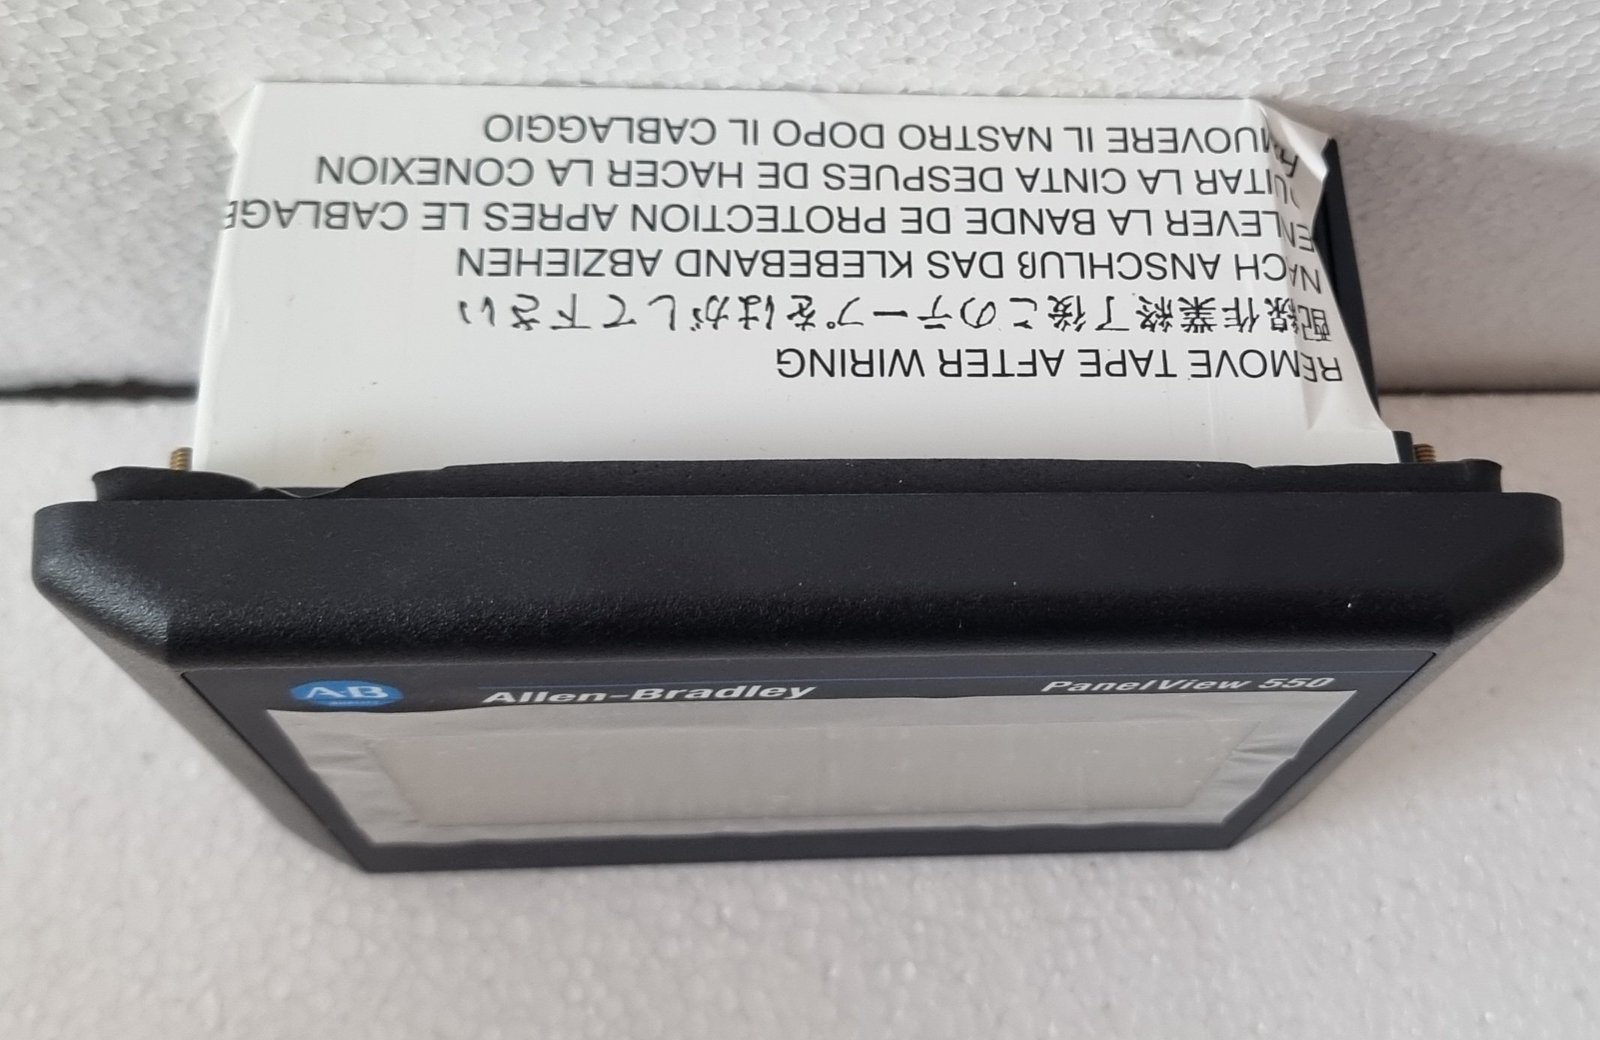 REMOVE TAPE AFTER WIRING
配線作業終了後このテープをはがして下さい
NACH ANSCHLUß DAS KLEBEBAND ABZIEHEN
ENLEVER LA BANDE DE PROTECTION APRES LE CABLAGE
QUITAR LA CINTA DESPUES DE HACER LA CONEXION
IL NASTRO DOPO IL CABLAGGIO
AB Allen-Bradley PanelView 550